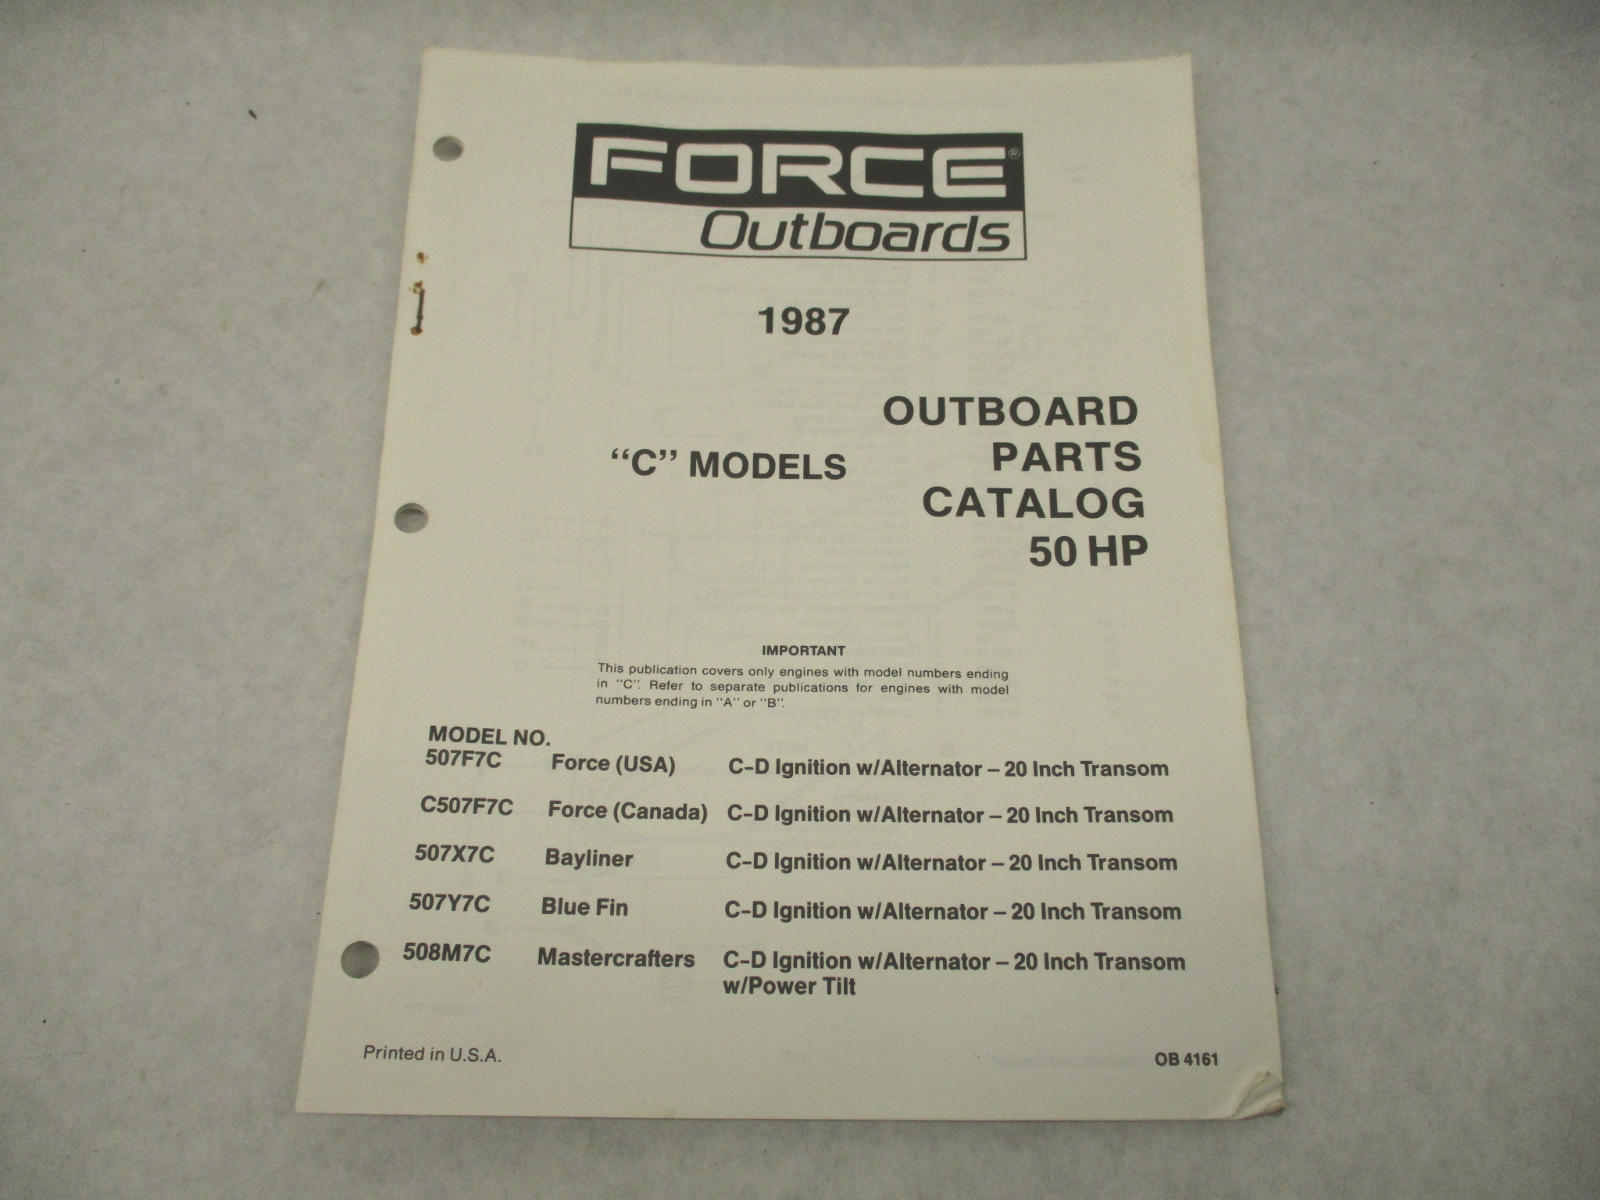 FORCE®
Outboards
1987
"C" MODELS
OUTBOARD
PARTS
CATALOG
50 HP
IMPORTANT
This publication covers only engines with model numbers ending
in "C". Refer to separate publications for engines with model
numbers ending in "A" or "B".
MODEL NO.
507F7C Force (USA) C-D Ignition w/Alternator – 20 Inch Transom
C507F7C Force (Canada) C-D Ignition w/Alternator – 20 Inch Transom
507X7C Bayliner C-D Ignition w/Alternator – 20 Inch Transom
507Y7C Blue Fin C-D Ignition w/Alternator – 20 Inch Transom
508M7C Mastercrafters C-D Ignition w/Alternator – 20 Inch Transom
w/Power Tilt
Printed in U.S.A. OB 4161